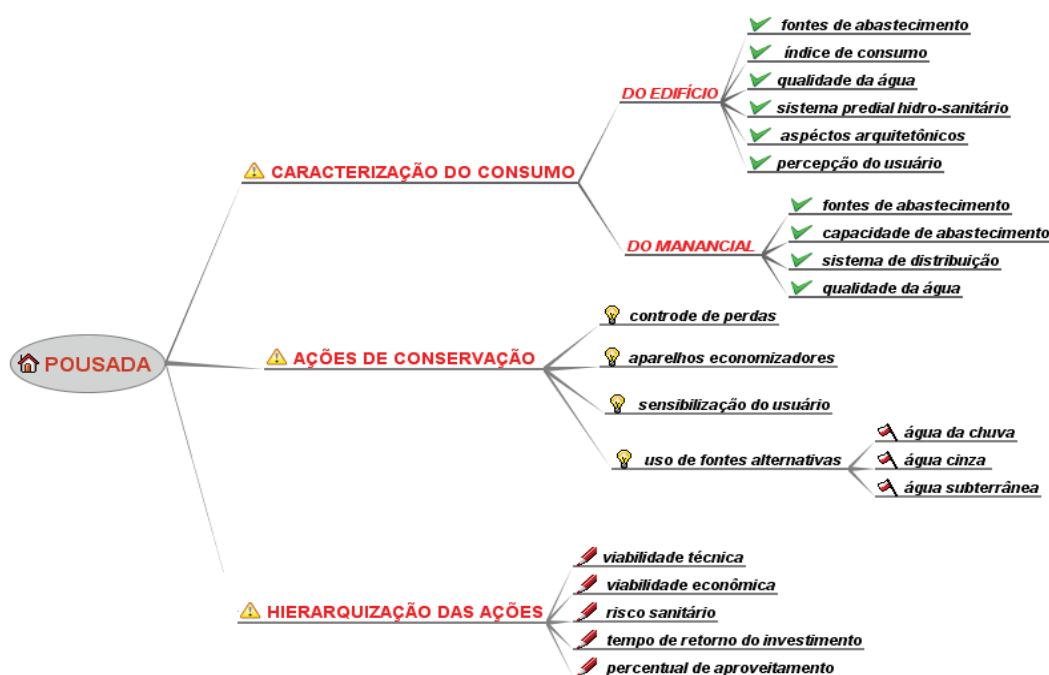 POUSADA
CARACTERIZAÇÃO DO CONSUMO
DO EDIFÍCIO
fontes de abastecimento
índice de consumo
qualidade da água
sistema predial hidro-sanitário
aspéctos arquitetônicos
percepção do usuário
DO MANANCIAL
fontes de abastecimento
capacidade de abastecimento
sistema de distribuição
qualidade da água
AÇÕES DE CONSERVAÇÃO
controde de perdas
aparelhos economizadores
sensibilização do usuário
uso de fontes alternativas
água da chuva
água cinza
água subterrânea
HIERARQUIZAÇÃO DAS AÇÕES
viabilidade técnica
viabilidade econômica
risco sanitário
tempo de retorno do investimento
percentual de aproveitamento